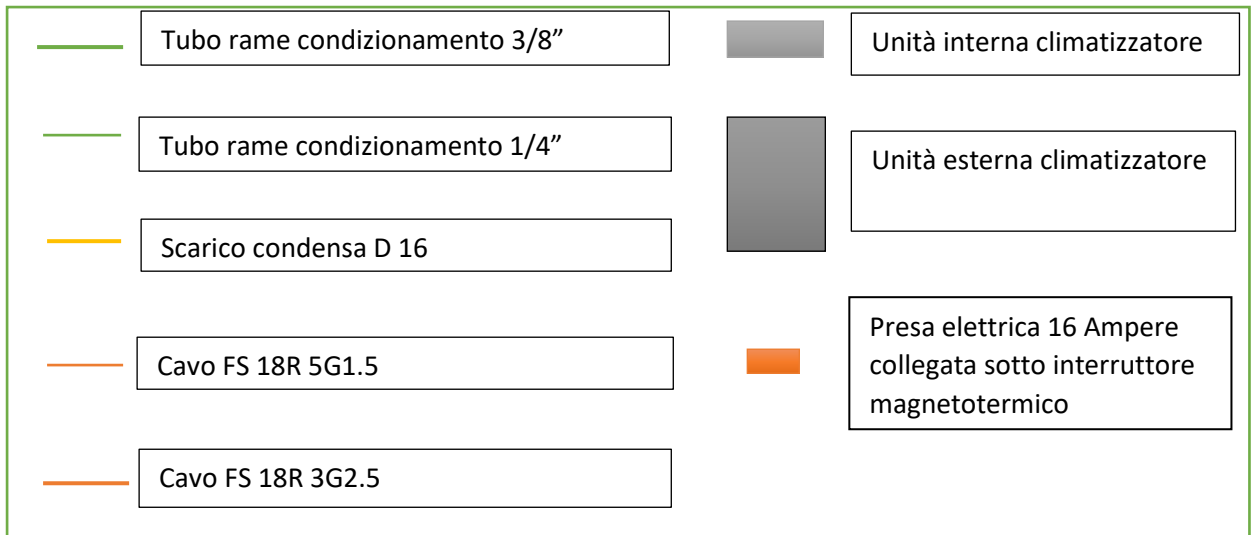 Tubo rame condizionamento 3/8”
Tubo rame condizionamento 1/4”
Scarico condensa D 16
Cavo FS 18R 5G1.5
Cavo FS 18R 3G2.5
Unità interna climatizzatore
Unità esterna climatizzatore
Presa elettrica 16 Ampere
collegata sotto interruttore
magnetotermico